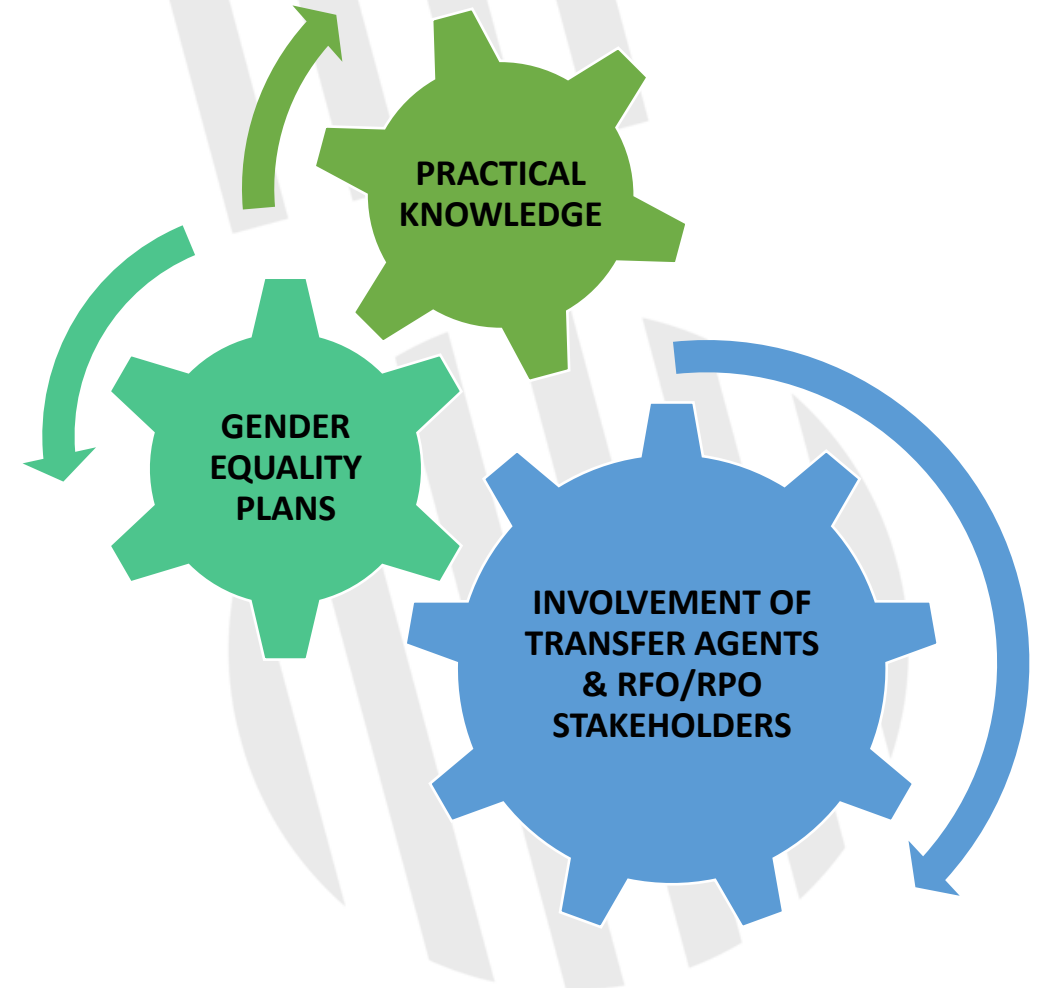 PRACTICAL
KNOWLEDGE
GENDER
EQUALITY
PLANS
INVOLVEMENT OF
TRANSFER AGENTS
& RFO/RPO
STAKEHOLDERS